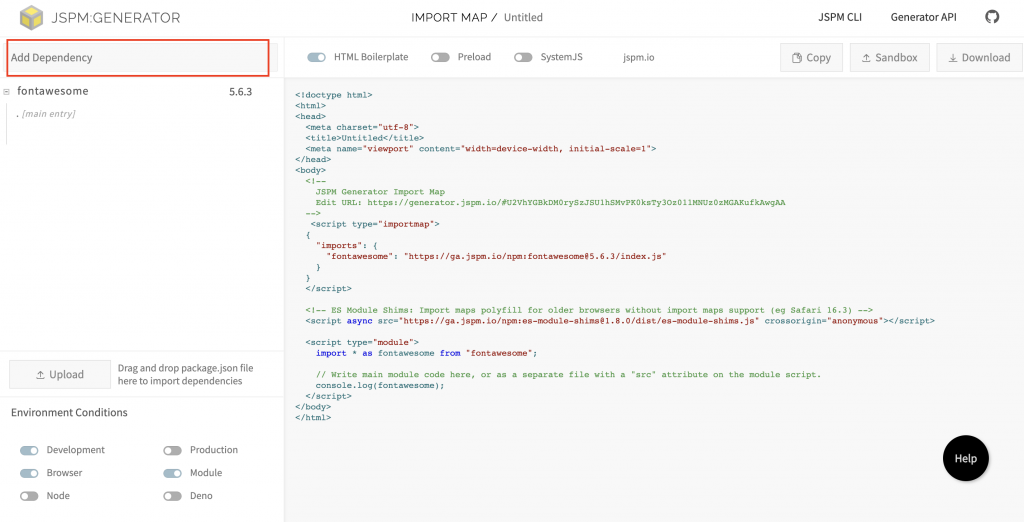 JSPM:GENERATOR
IMPORT MAP / Untitled
JSPM CLI
Generator API
Add Dependency
HTML Boilerplate
Preload
SystemJS
jspm.io
Copy
Sandbox
Download
fontawesome 5.6.3
. [main entry]
<!doctype html>
<html>
<head>
<meta charset="utf-8">
<title>Untitled</title>
<meta name="viewport" content="width=device-width, initial-scale=1">
</head>
<body>
<!--
JSPM Generator Import Map
Edit URL: https://generator.jspm.io/#U2VhYGBkDM0rySzJSU1hSMvPK0ksTy3Oz011MNUz0zMGAKufkAwgAA
-->
<script type="importmap">
{
"imports": {
"fontawesome": "https://ga.jspm.io/npm:fontawesome@5.6.3/index.js"
}
}
</script>
<!-- ES Module Shims: Import maps polyfill for older browsers without import maps support (eg Safari 16.3) -->
<script async src="https://ga.jspm.io/npm:es-module-shims@1.8.0/dist/es-module-shims.js" crossorigin="anonymous"></script>
<script type="module">
import * as fontawesome from "fontawesome";
// Write main module code here, or as a separate file with a "src" attribute on the module script.
console.log(fontawesome);
</script>
</body>
</html>
Upload
Drag and drop package.json file
here to import dependencies
Environment Conditions
Development
Production
Browser
Module
Node
Deno
Help